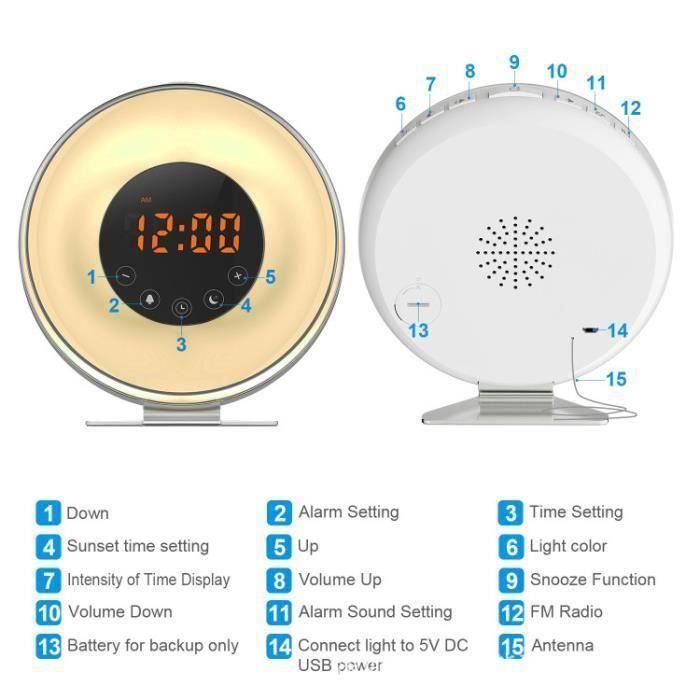 6
7
8
9
10
11
12
AM
12:00
1
5
2
4
3
13
14
15
1 Down
2 Alarm Setting
3 Time Setting
4 Sunset time setting
5 Up
6 Light color
7 Intensity of Time Display
8 Volume Up
9 Snooze Function
10 Volume Down
11 Alarm Sound Setting
12 FM Radio
13 Battery for backup only
14 Connect light to 5V DC
USB power
15 Antenna